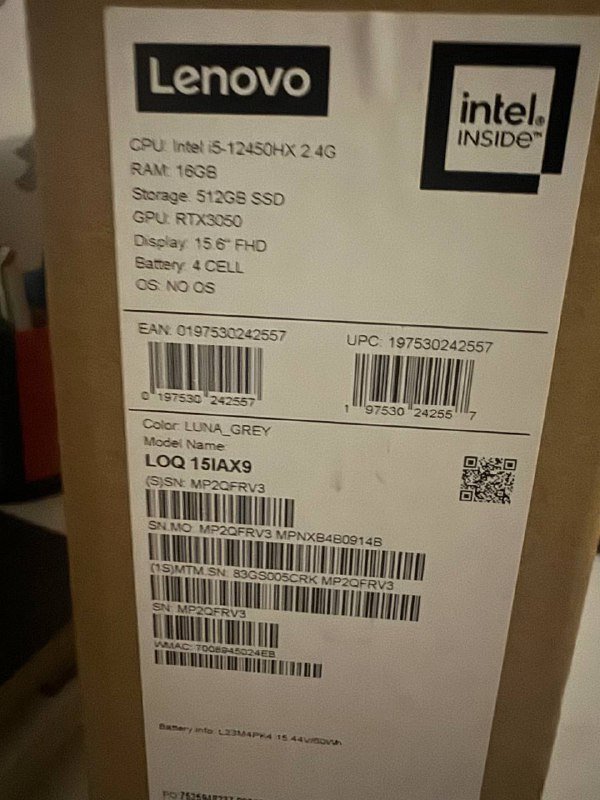 Lenovo
intel.
INSIDE™
CPU: Intel i5-12450HX 2.4G
RAM: 16GB
Storage: 512GB SSD
GPU: RTX3050
Display: 15.6" FHD
Battery: 4 CELL
OS: NO OS
EAN: 0197530242557
0 197530 242557
UPC: 197530242557
1 97530 24255 7
Color: LUNA_GREY
Model Name:
LOQ 15IAX9
(S)SN: MP2QFRV3
SN.MO: MP2QFRV3 MPNXB4B0914B
(1S)MTM.SN: 83GS005CRK MP2QFRV3
SN: MP2QFRV3
WMAC: 7008945024EB
Battery Info: L23M4PK4 15.44V/60Wh
PO: